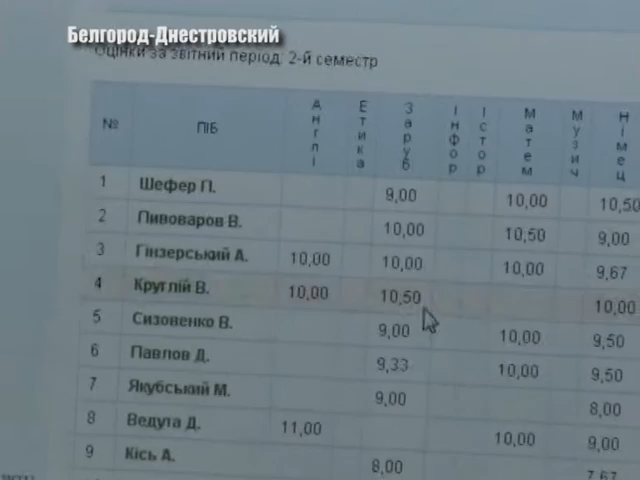 Белгород-Днестровский
Оцінки за звітний період: 2-й семестр
№ ПІБ Англі Етика Заруб Інфор Істор Матем Музич Німец
1 Шефер П. 9,00 10,00 10,50
2 Пивоваров В. 10,00 10,50 9,00
3 Гінзерський А. 10,00 10,00 10,00 9,67
4 Круглій В. 10,00 10,50 10,00
5 Сизовенко В. 9,00 10,00 9,50
6 Павлов Д. 9,33 10,00 9,50
7 Якубський М. 9,00 8,00
8 Ведута Д. 11,00 10,00 9,00
9 Кісь А. 8,00 7,67